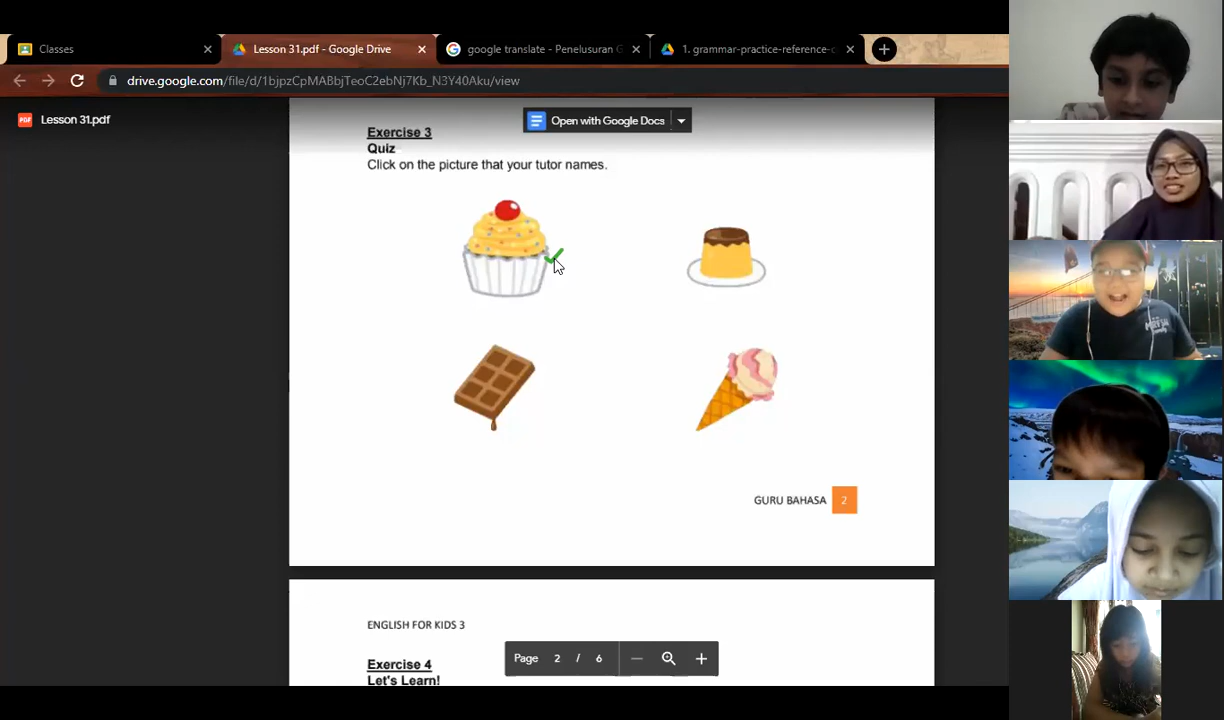 Classes
Lesson 31.pdf - Google Drive
google translate - Penelusuran G
1. grammar-practice-reference-
drive.google.com/file/d/1bjpzCpMABbjTeoC2ebNj7Kb_N3Y40Aku/view
PDF
Lesson 31.pdf
Open with Google Docs
Exercise 3
Quiz
Click on the picture that your tutor names.
GURU BAHASA 2
ENGLISH FOR KIDS 3
Exercise 4
Let's Learn!
Page 2 / 6